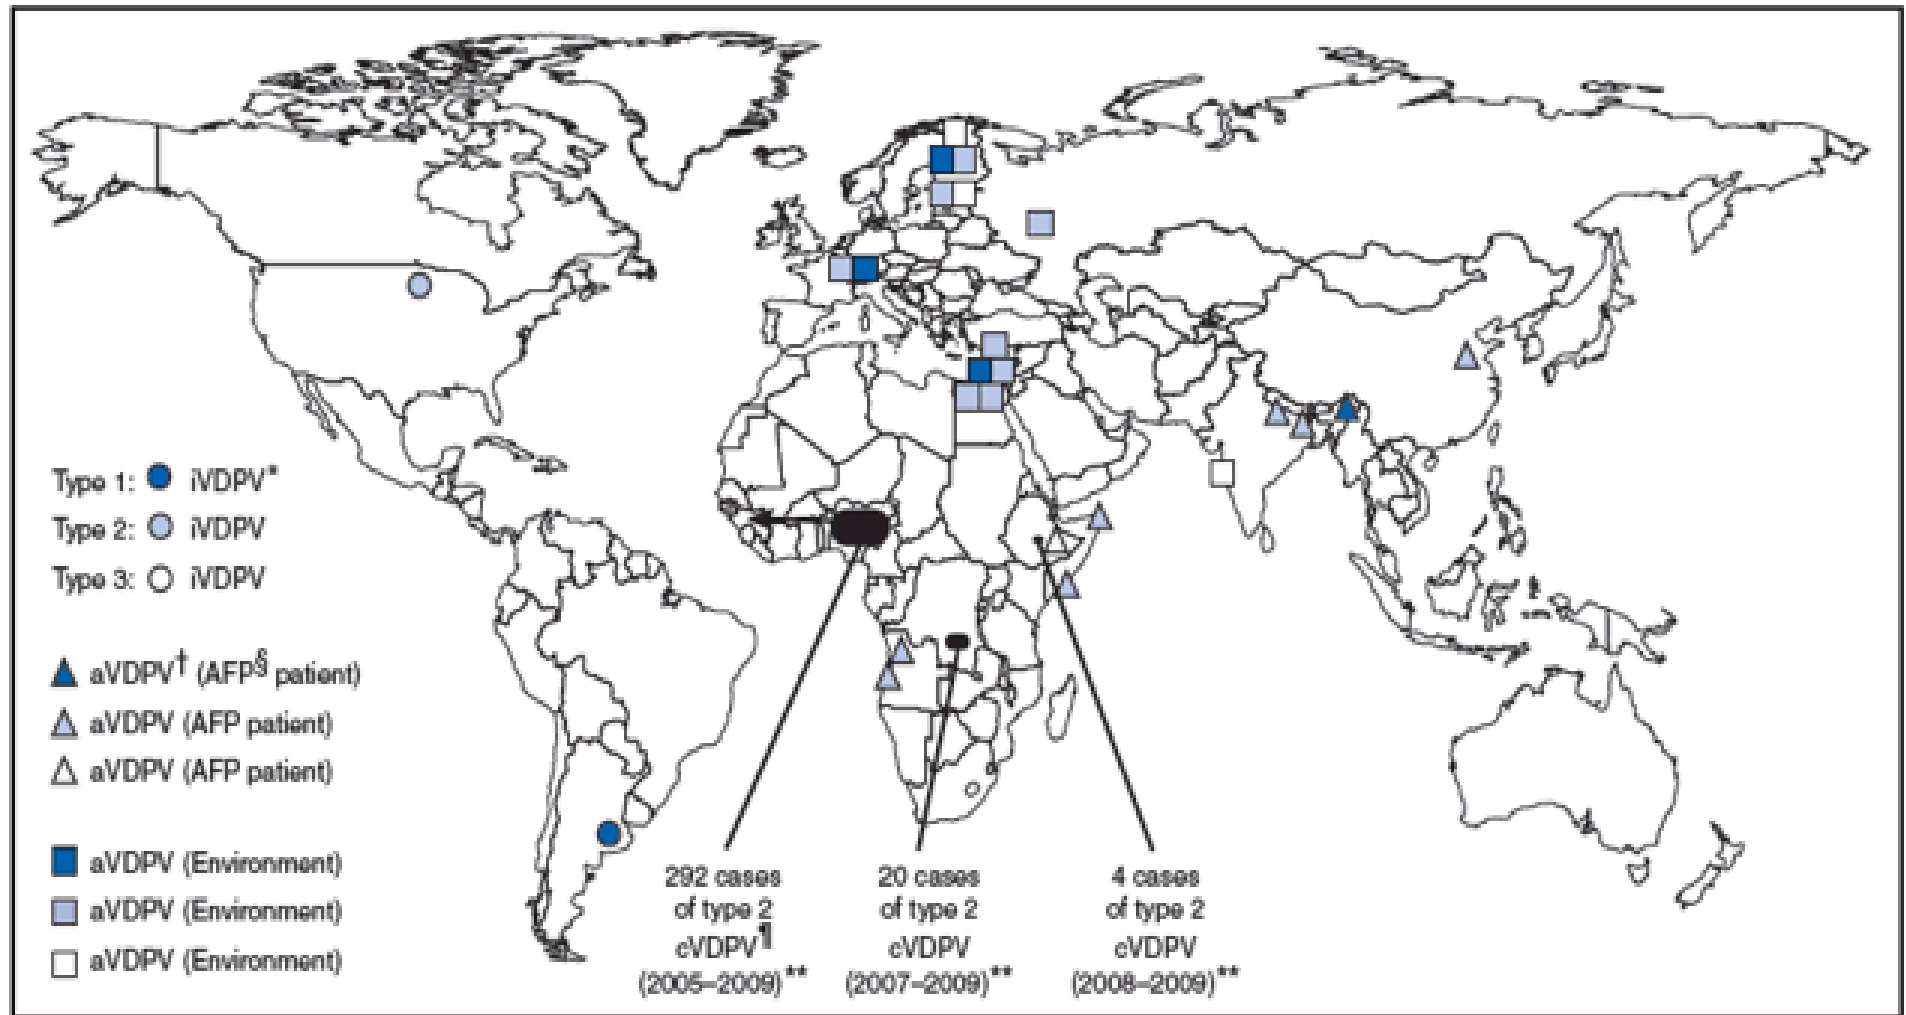 Type 1: iVDPV*
Type 2: iVDPV
Type 3: iVDPV
aVDPV† (AFP§ patient)
aVDPV (AFP patient)
aVDPV (AFP patient)
aVDPV (Environment)
aVDPV (Environment)
aVDPV (Environment)
292 cases
of type 2
cVDPV¶
(2005–2009)**
20 cases
of type 2
cVDPV
(2007–2009)**
4 cases
of type 2
cVDPV
(2008–2009)**